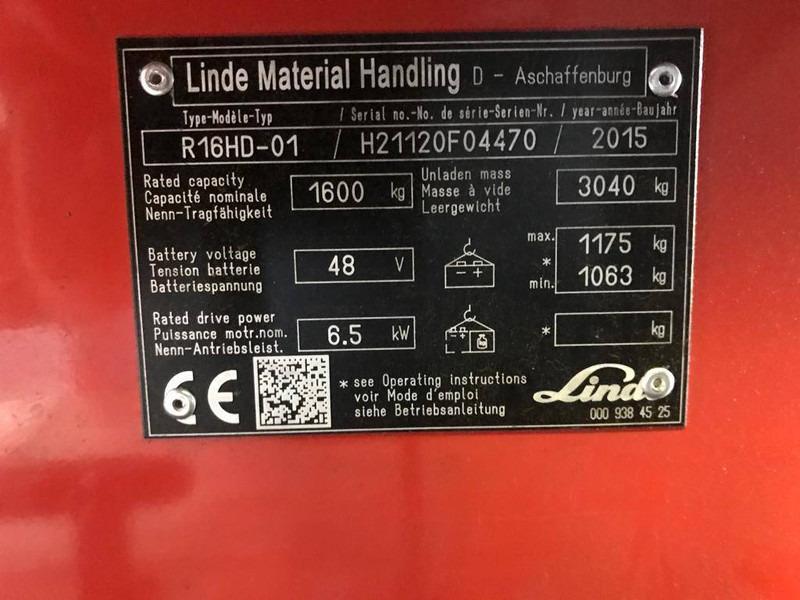 Linde Material Handling D - Aschaffenburg
Type-Modèle-Typ / Serial no.-No. de série-Serien-Nr. / year-année-Baujahr
R16HD-01 / H21120F04470 / 2015
Rated capacity
Capacité nominale
Nenn-Tragfähigkeit
1600 kg
Unladen mass
Masse à vide
Leergewicht
3040 kg
Battery voltage
Tension batterie
Batteriespannung
48 V
- +
max. 1175 kg
*
min. 1063 kg
Rated drive power
Puissance motr.nom.
Nenn-Antriebsleist.
6.5 kW
- +
kg
* kg
CE
* see Operating instructions
voir Mode d'emploi
siehe Betriebsanleitung
Linde
000 938 45 25